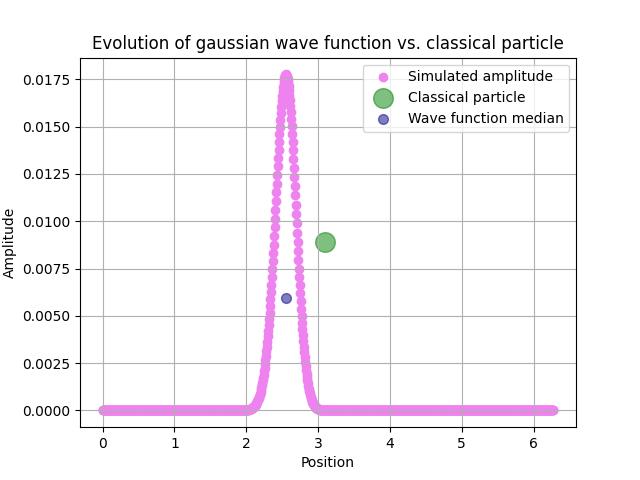 Evolution of gaussian wave function vs. classical particle
Simulated amplitude
Classical particle
Wave function median
Amplitude
0.0175
0.0150
0.0125
0.0100
0.0075
0.0050
0.0025
0.0000
0 1 2 3 4 5 6
Position